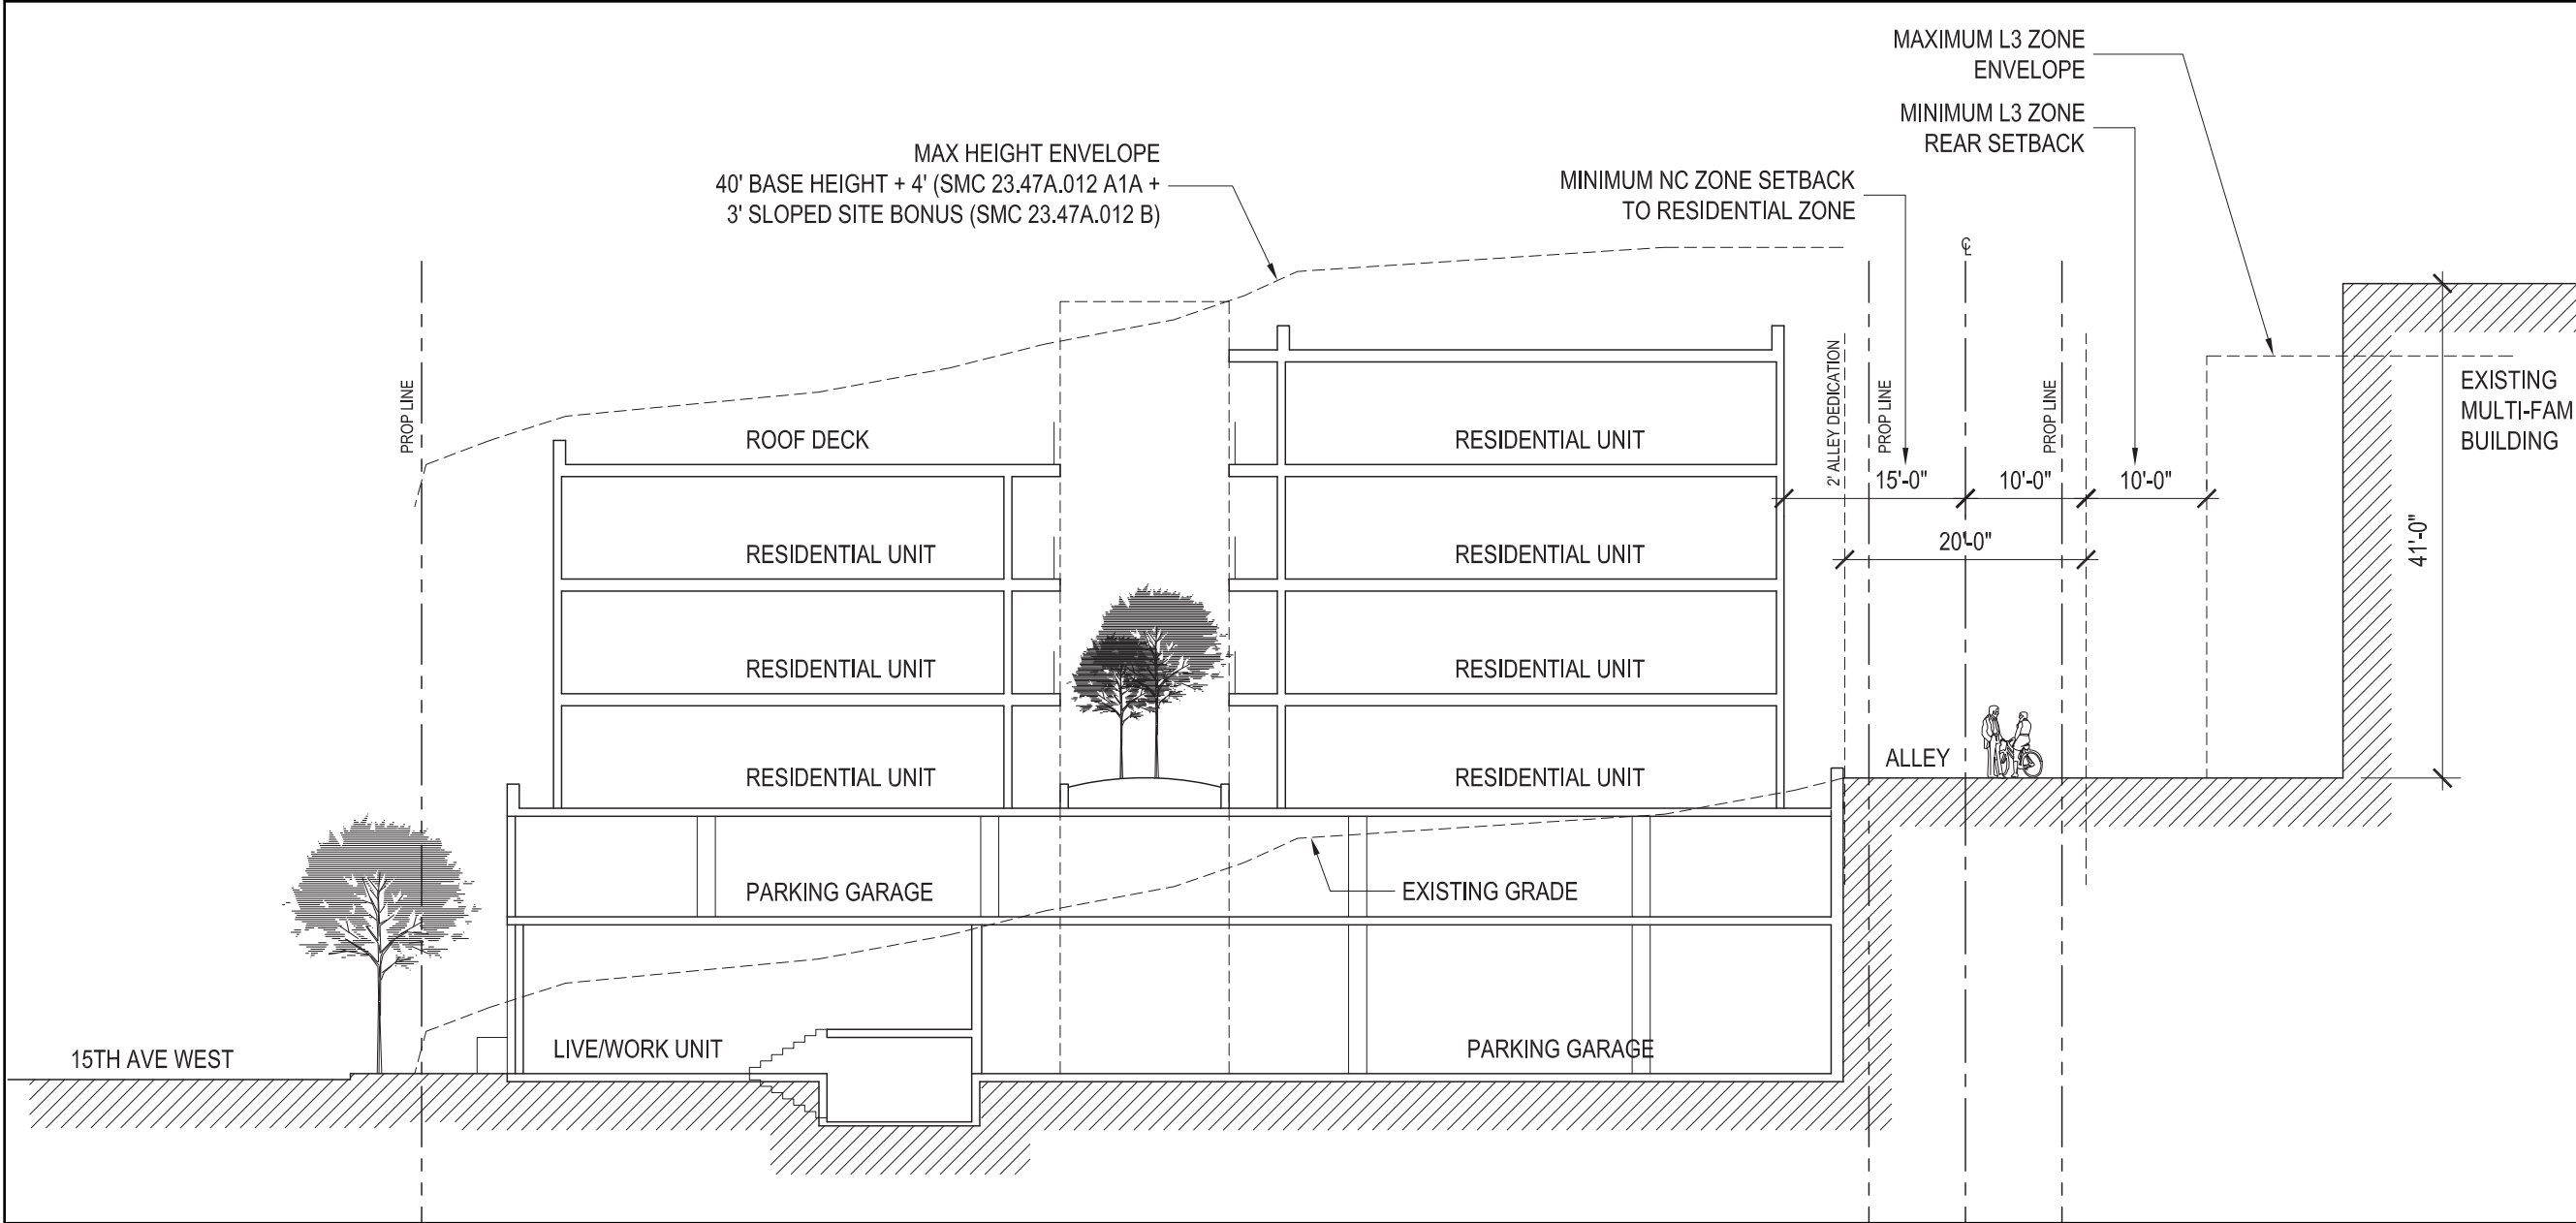 MAXIMUM L3 ZONE
ENVELOPE
MINIMUM L3 ZONE
REAR SETBACK
MAX HEIGHT ENVELOPE
40' BASE HEIGHT + 4' (SMC 23.47A.012 A1A +
3' SLOPED SITE BONUS (SMC 23.47A.012 B)
MINIMUM NC ZONE SETBACK
TO RESIDENTIAL ZONE
℄
PROP LINE
2' ALLEY DEDICATION
PROP LINE
PROP LINE
EXISTING
MULTI-FAM
BUILDING
ROOF DECK
RESIDENTIAL UNIT
15'-0"
10'-0"
10'-0"
41'-0"
20'-0"
RESIDENTIAL UNIT
RESIDENTIAL UNIT
RESIDENTIAL UNIT
RESIDENTIAL UNIT
RESIDENTIAL UNIT
RESIDENTIAL UNIT
ALLEY
PARKING GARAGE
EXISTING GRADE
15TH AVE WEST
LIVE/WORK UNIT
PARKING GARAGE